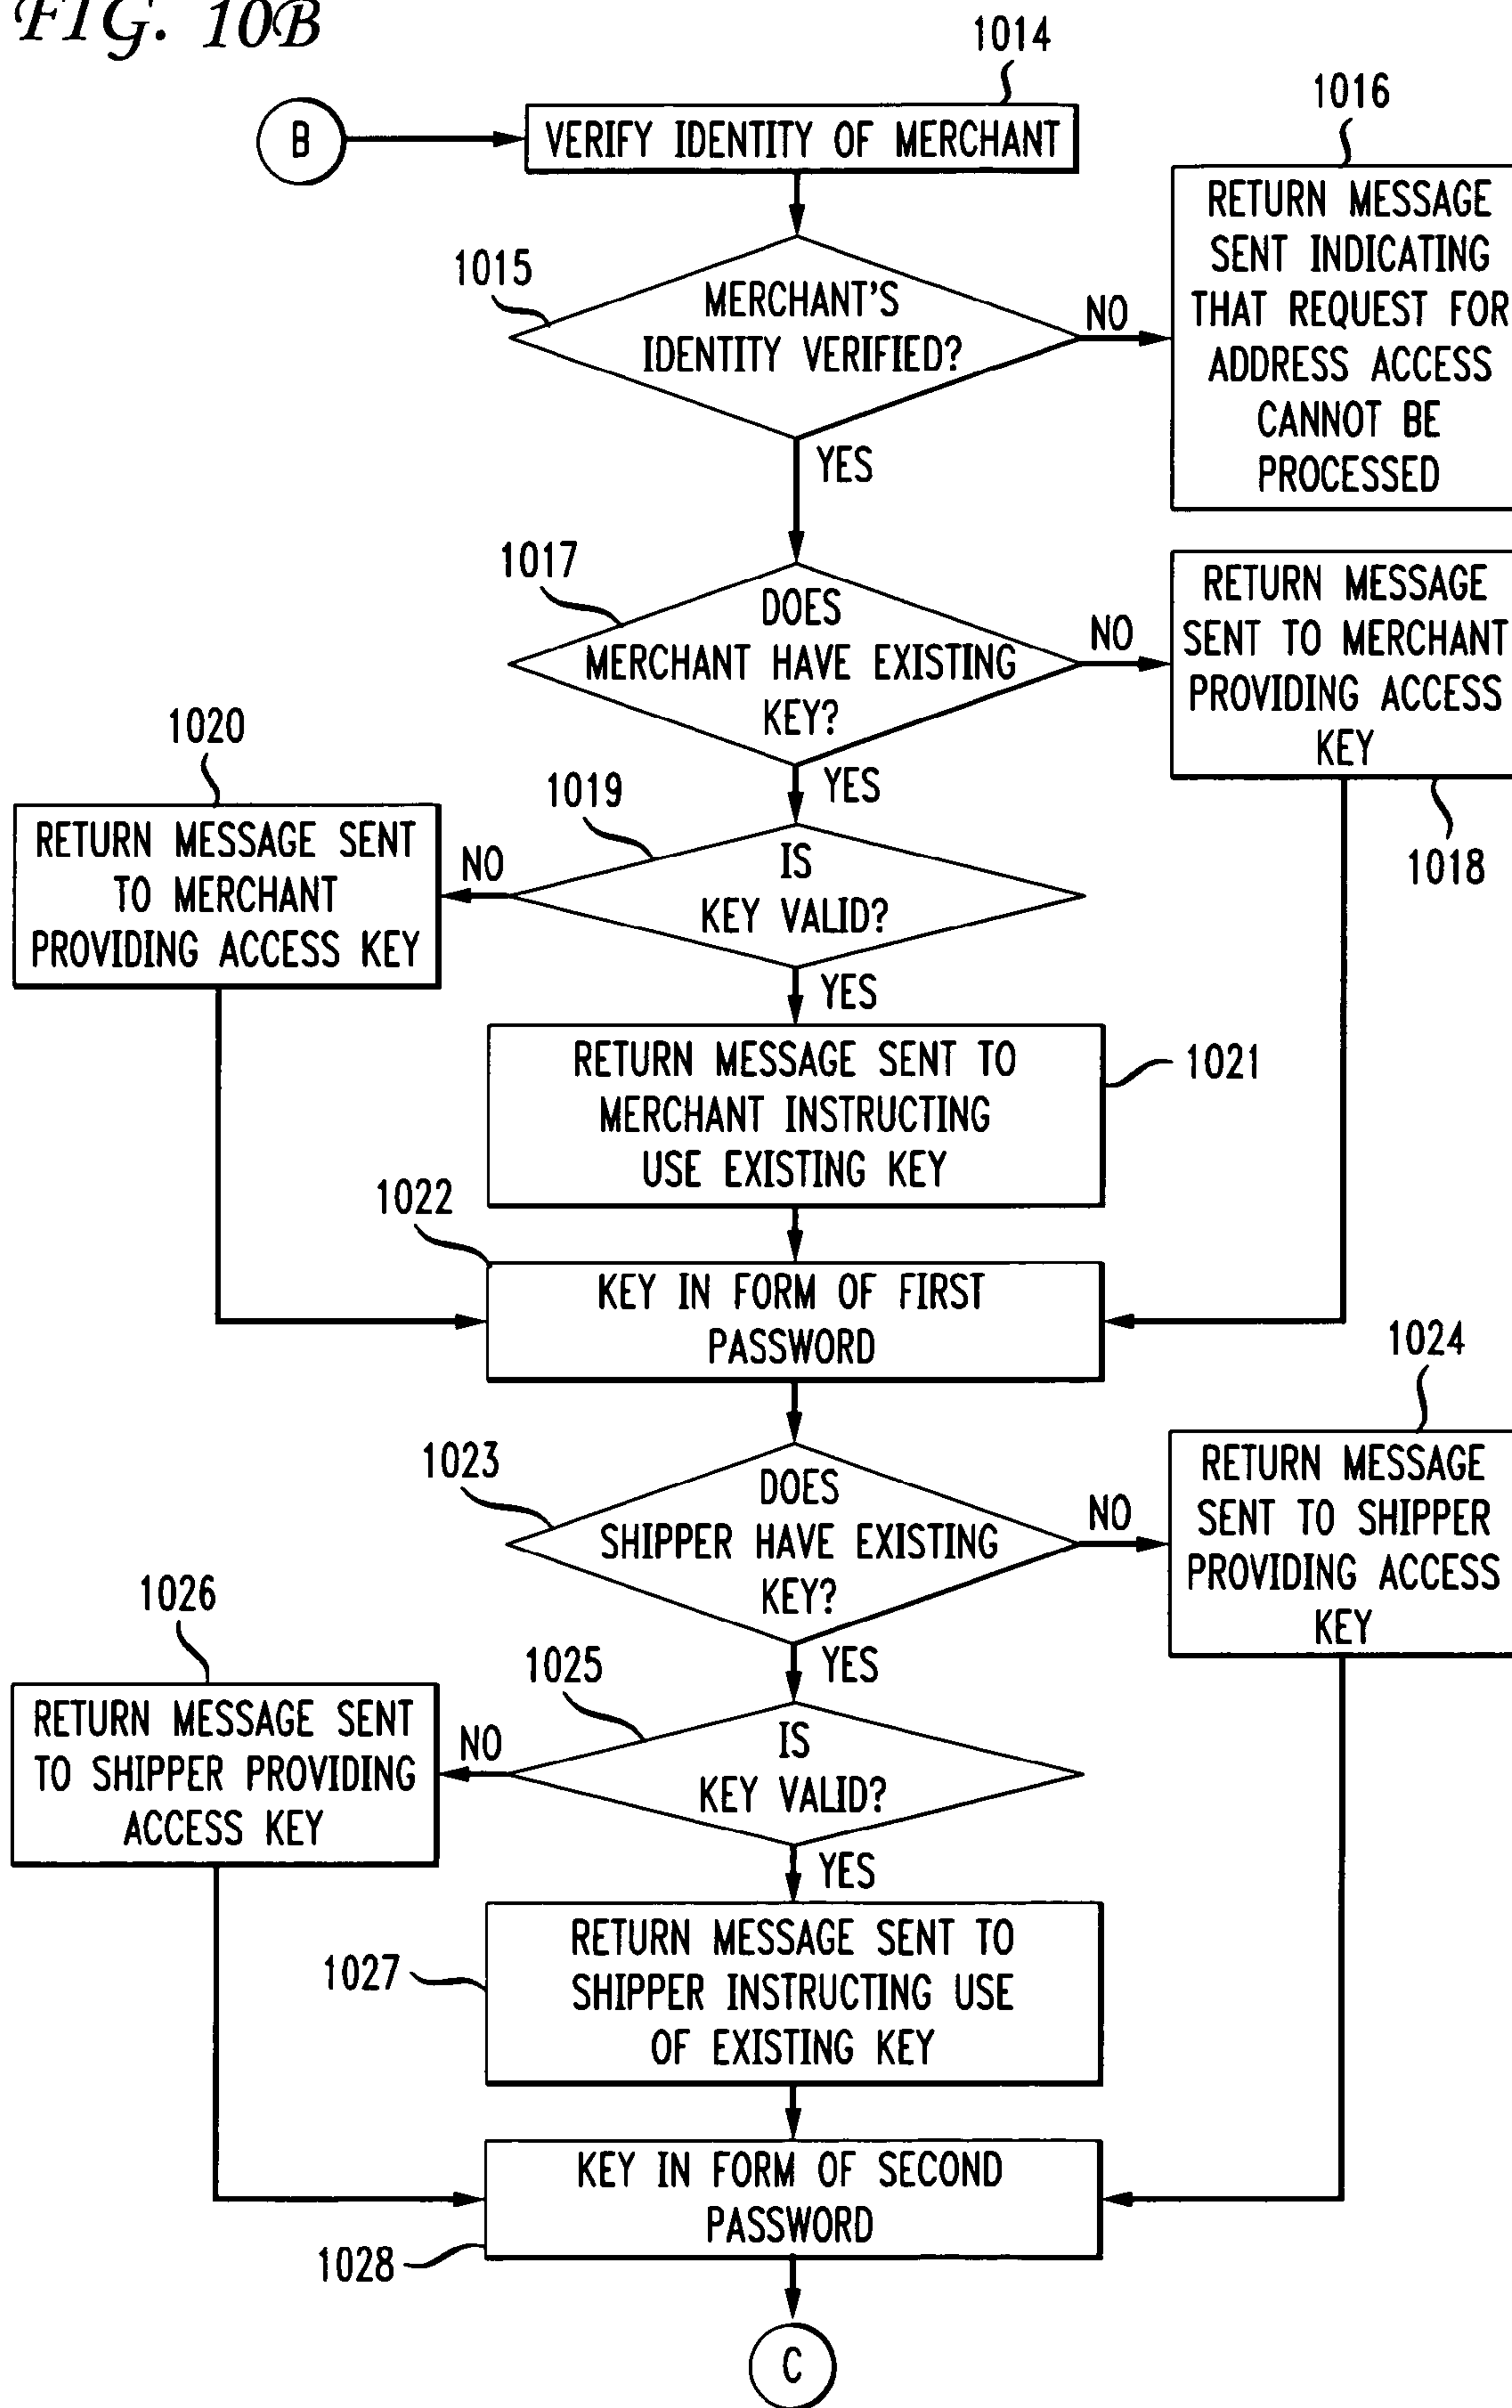 FIG. 10B
1014
B
VERIFY IDENTITY OF MERCHANT
1016
RETURN MESSAGE
SENT INDICATING
THAT REQUEST FOR
ADDRESS ACCESS
CANNOT BE
PROCESSED
1015
MERCHANT'S
IDENTITY VERIFIED?
NO
YES
1017
DOES
MERCHANT HAVE EXISTING
KEY?
NO
RETURN MESSAGE
SENT TO MERCHANT
PROVIDING ACCESS
KEY
1018
YES
1020
1019
RETURN MESSAGE SENT
TO MERCHANT
PROVIDING ACCESS KEY
NO
IS
KEY VALID?
YES
RETURN MESSAGE SENT TO
MERCHANT INSTRUCTING
USE EXISTING KEY
1021
1022
KEY IN FORM OF FIRST
PASSWORD
1024
1023
DOES
SHIPPER HAVE EXISTING
KEY?
NO
RETURN MESSAGE
SENT TO SHIPPER
PROVIDING ACCESS
KEY
YES
1026
1025
RETURN MESSAGE SENT
TO SHIPPER PROVIDING
ACCESS KEY
NO
IS
KEY VALID?
YES
1027
RETURN MESSAGE SENT TO
SHIPPER INSTRUCTING USE
OF EXISTING KEY
KEY IN FORM OF SECOND
PASSWORD
1028
C